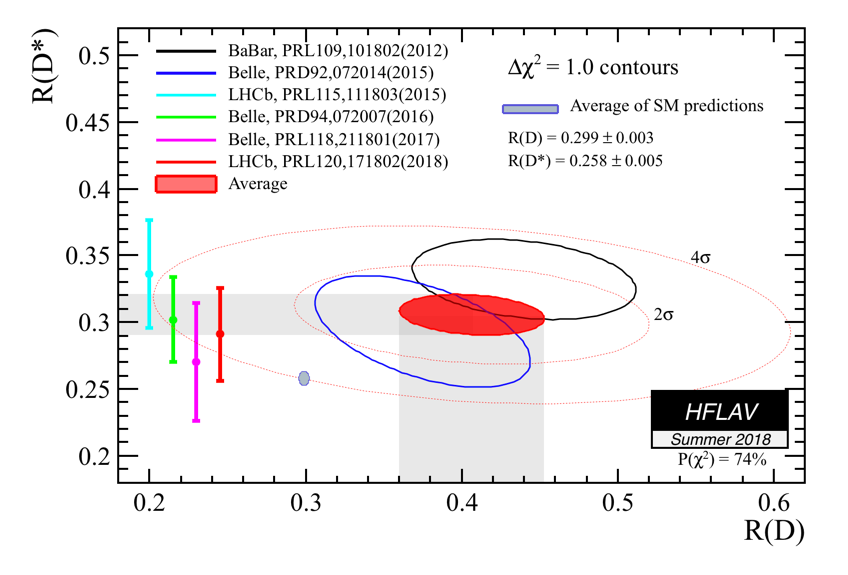 R(D*)
0.5
0.45
0.4
0.35
0.3
0.25
0.2
BaBar, PRL109,101802(2012)
Belle, PRD92,072014(2015)
LHCb, PRL115,111803(2015)
Belle, PRD94,072007(2016)
Belle, PRL118,211801(2017)
LHCb, PRL120,171802(2018)
Average
Δχ² = 1.0 contours
Average of SM predictions
R(D) = 0.299 ± 0.003
R(D*) = 0.258 ± 0.005
4σ
2σ
HFLAV
Summer 2018
P(χ²) = 74%
0.2
0.3
0.4
0.5
0.6
R(D)